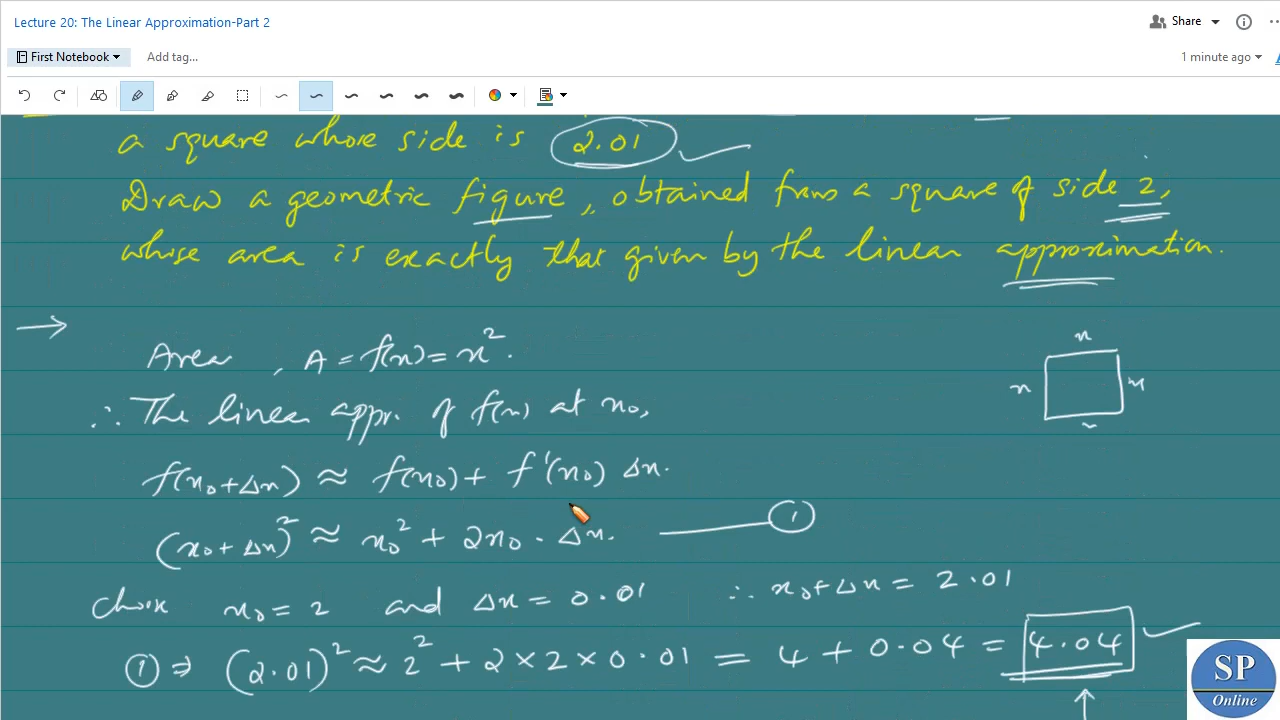 Lecture 20: The Linear Approximation-Part 2
Share
First Notebook Add tag... 1 minute ago
a square whose side is 2.01
Draw a geometric figure, obtained from a square of side 2,
whose area is exactly that given by the linear approximation.
→ Area, A = f(x) = x².
x
x x
∴ The linear appr. of f(x) at x₀,
f(x₀+Δx) ≈ f(x₀) + f'(x₀) Δx.
(x₀+Δx)² ≈ x₀² + 2x₀ · Δx. ——— ①
x₀ = 2 and Δx = 0.01 ∴ x₀+Δx = 2.01
① ⇒ (2.01)² ≈ 2² + 2×2×0.01 = 4 + 0.04 = 4.04
SP
Online